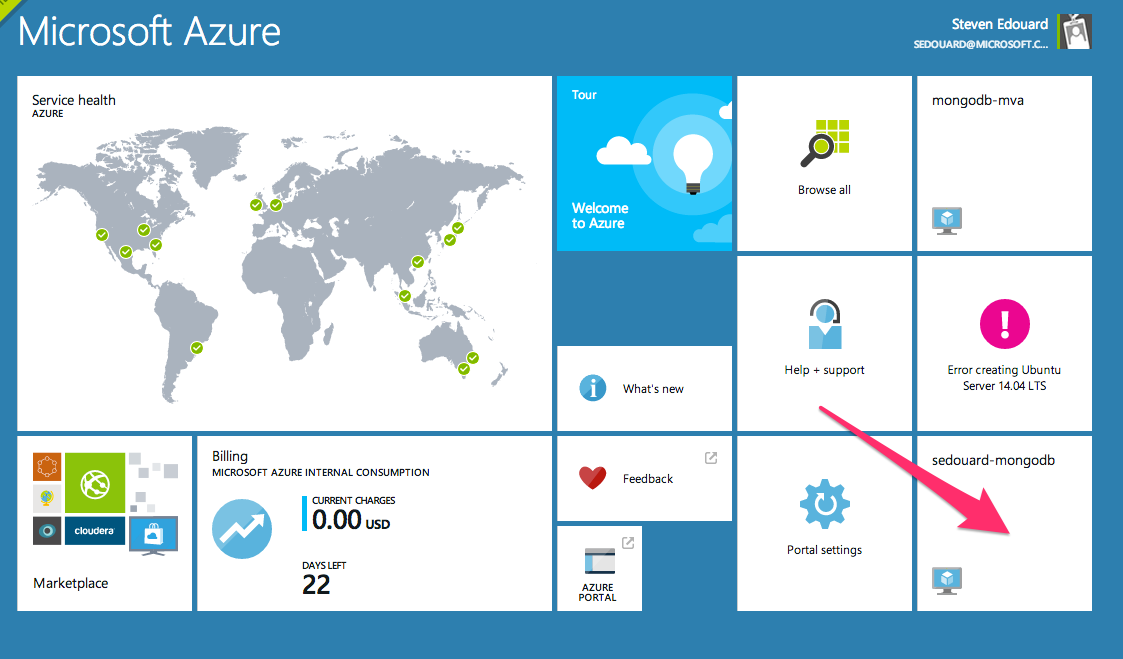 Microsoft Azure
Steven Edouard
SEDOUARD@MICROSOFT.C...
Service health
AZURE
Tour
Welcome
to Azure
Browse all
mongodb-mva
What's new
Help + support
Error creating Ubuntu
Server 14.04 LTS
cloudera
Marketplace
Billing
MICROSOFT AZURE INTERNAL CONSUMPTION
CURRENT CHARGES
0.00 USD
DAYS LEFT
22
Feedback
AZURE
PORTAL
Portal settings
sedouard-mongodb